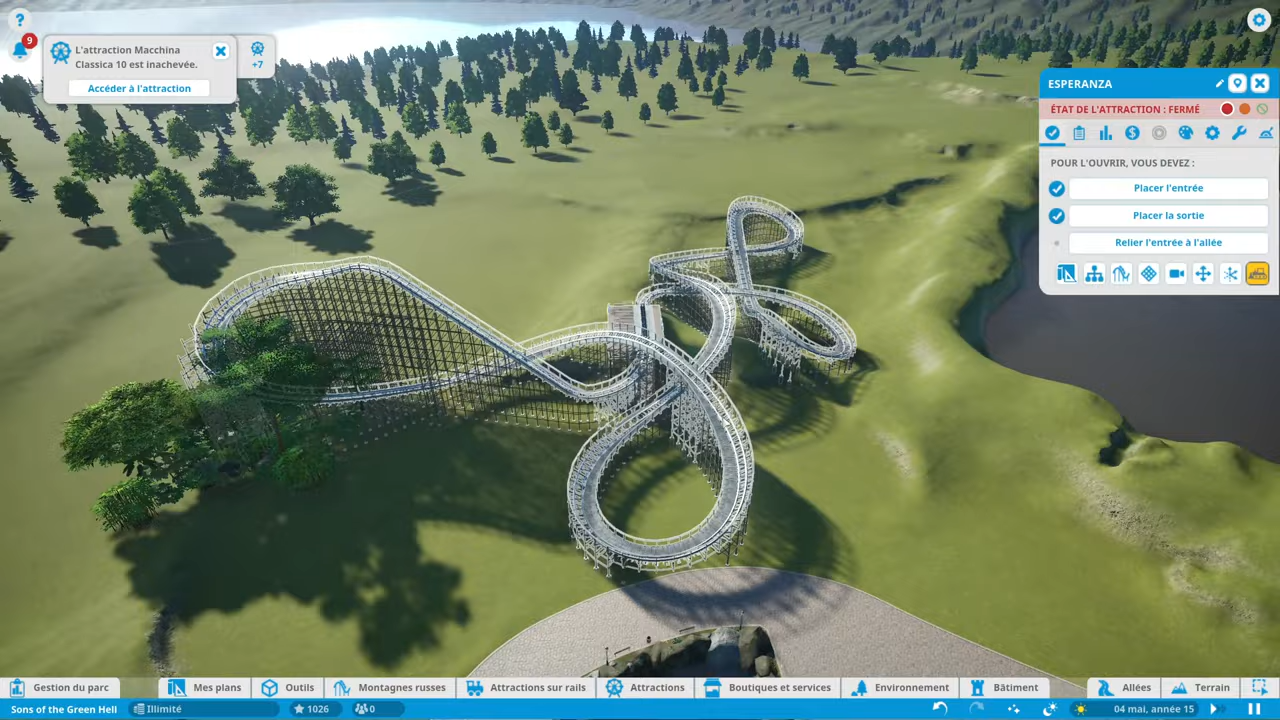 ?
9
L'attraction Macchina
Classica 10 est inachevée.
Accéder à l'attraction
+7
ESPERANZA
ÉTAT DE L'ATTRACTION : FERMÉ
POUR L'OUVRIR, VOUS DEVEZ :
Placer l'entrée
Placer la sortie
Relier l'entrée à l'allée
Gestion du parc
Mes plans
Outils
Montagnes russes
Attractions sur rails
Attractions
Boutiques et services
Environnement
Bâtiment
Allées
Terrain
Sons of the Green Hell
Illimité
1026
0
04 mai, année 15